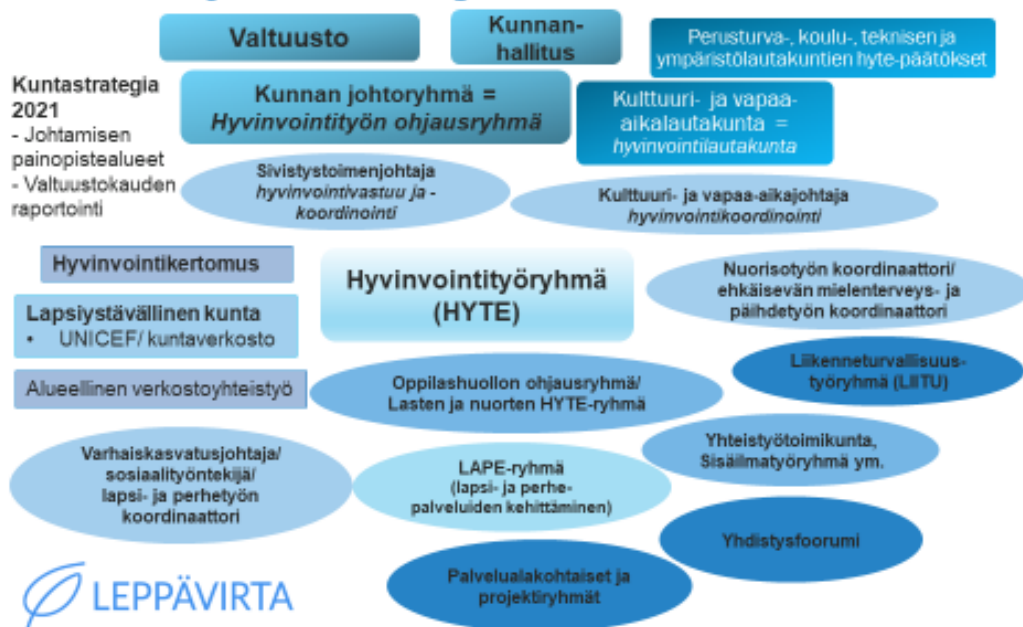 Valtuusto
Kunnan-
hallitus
Perusturva-, koulu-, teknisen ja
ympäristölautakuntien hyte-päätökset
Kuntastrategia
2021
- Johtamisen
painopistealueet
- Valtuustokauden
raportointi
Kunnan johtoryhmä =
Hyvinvointityön ohjausryhmä
Kulttuuri- ja vapaa-
aikalautakunta =
hyvinvointilautakunta
Sivistystoimenjohtaja
hyvinvointivastuu ja -
koordinointi
Kulttuuri- ja vapaa-aikajohtaja
hyvinvointikoordinointi
Hyvinvointikertomus
Hyvinvointityöryhmä
(HYTE)
Nuorisotyön koordinaattori/
ehkäisevän mielenterveys- ja
päihdetyön koordinaattori
Lapsiystävällinen kunta
• UNICEF/ kuntaverkosto
Liikenneturvallisuus-
työryhmä (LIITU)
Alueellinen verkostoyhteistyö
Oppilashuollon ohjausryhmä/
Lasten ja nuorten HYTE-ryhmä
Yhteistyötoimikunta,
Sisäilmatyöryhmä ym.
Varhaiskasvatusjohtaja/
sosiaalityöntekijä/
lapsi- ja perhetyön
koordinaattori
LAPE-ryhmä
(lapsi- ja perhe-
palveluiden kehittäminen)
Yhdistysfoorumi
Palvelualakohtaiset ja
projektiryhmät
LEPPÄVIRTA